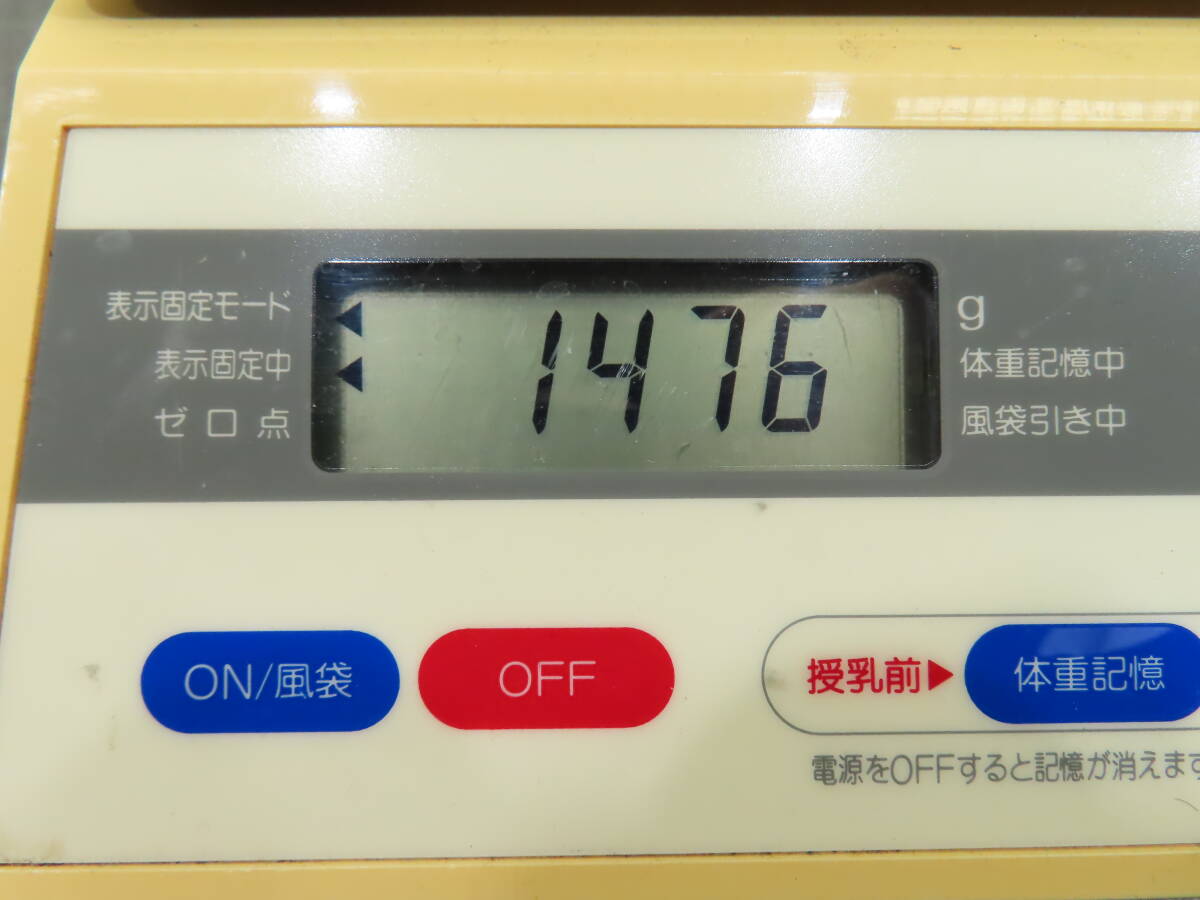 表示固定モード
表示固定中
ゼロ点
1476
g
体重記憶中
風袋引き中
ON/風袋
OFF
授乳前▶
体重記憶
電源をOFFすると記憶が消えます